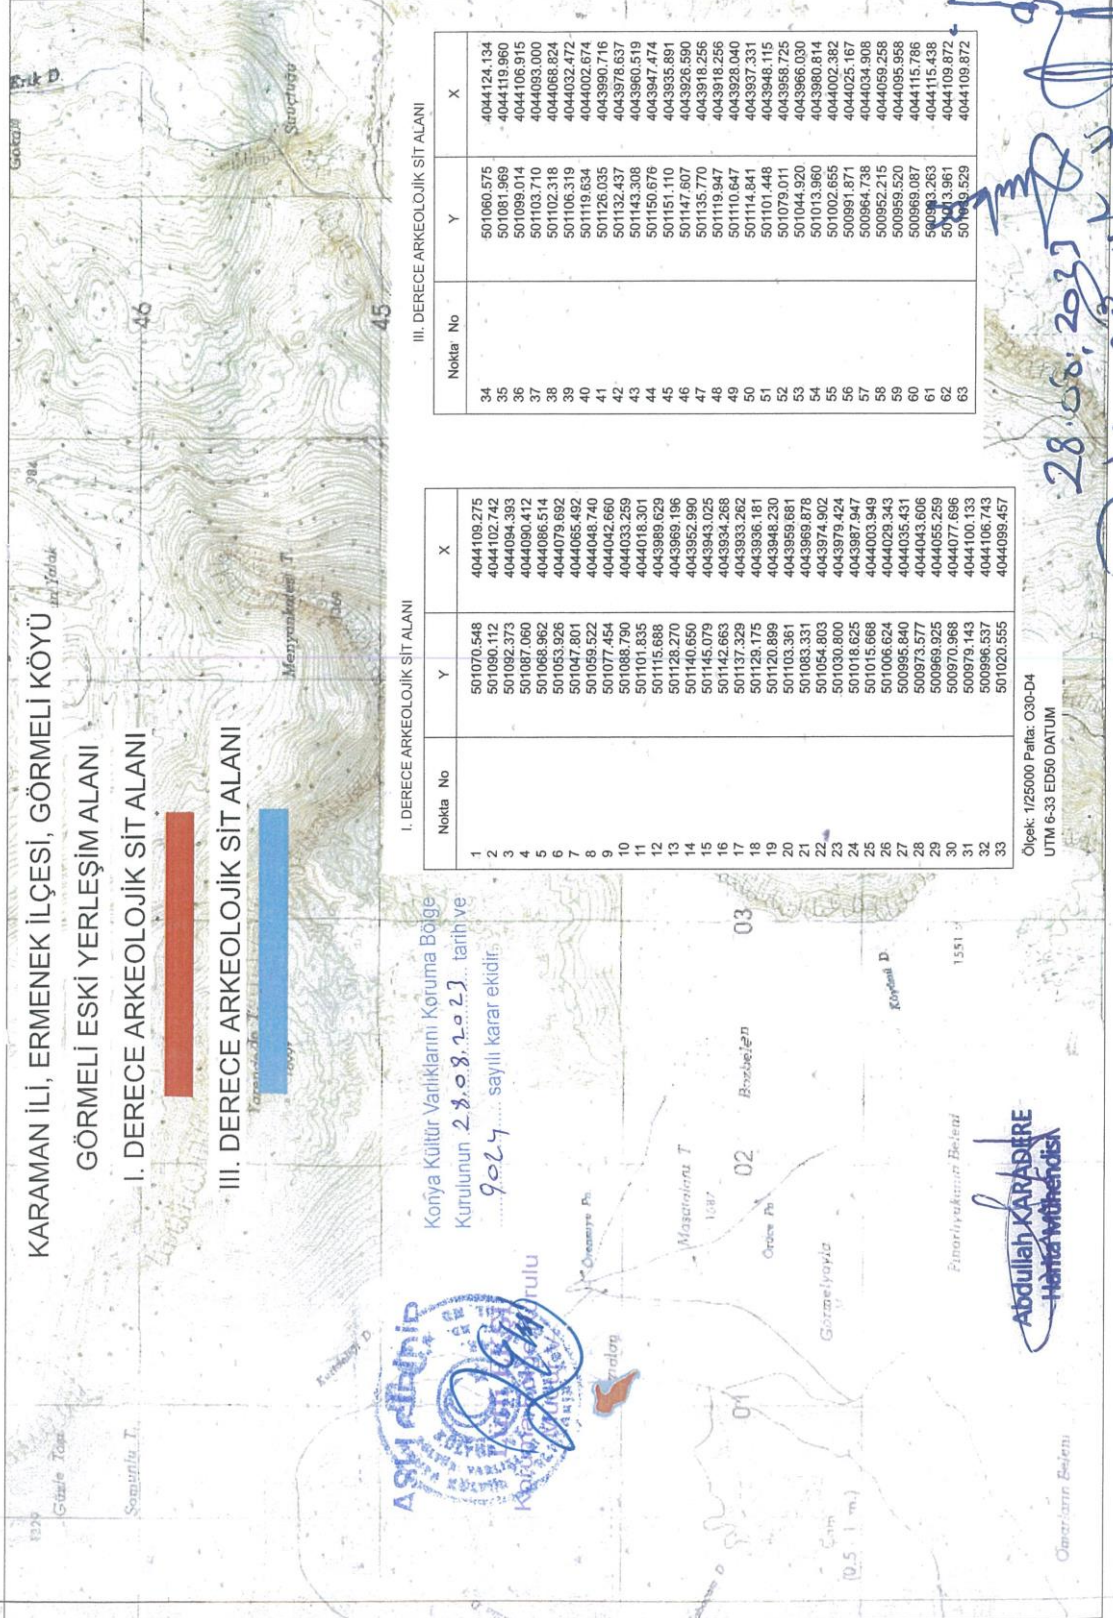 KARAMAN İLİ, ERMENEK İLÇESİ, GÖRMELİ KÖYÜ
GÖRMELİ ESKİ YERLEŞİM ALANI
I. DERECE ARKEOLOJİK SİT ALANI
III. DERECE ARKEOLOJİK SİT ALANI
Güzle Top
Somuntu T.
984
46
45
Erik D
Konya Kültür Varlıklarını Koruma Bölge
Kurulunun 28.08.2023 tarih ve
9024 sayılı karar ekidir.
ASLI GİBİDİR
I. DERECE ARKEOLOJİK SİT ALANI
Nokta No Y X
1 501070.548 4044109.275
2 501090.112 4044102.742
3 501092.373 4044094.393
4 501087.060 4044090.412
5 501068.962 4044086.514
6 501053.926 4044079.692
7 501047.801 4044065.492
8 501059.522 4044048.740
9 501077.454 4044042.660
10 501088.790 4044033.259
11 501101.835 4044018.301
12 501115.688 4043989.629
13 501128.270 4043969.196
14 501140.650 4043952.990
15 501145.079 4043943.025
16 501142.663 4043934.268
17 501137.329 4043933.262
18 501129.175 4043936.181
19 501120.899 4043948.230
20 501103.361 4043959.681
21 501083.331 4043969.878
22 501054.803 4043974.902
23 501030.800 4043979.424
24 501018.625 4043987.947
25 501015.668 4044003.949
26 501006.624 4044029.343
27 500995.840 4044035.431
28 500973.577 4044043.606
29 500969.925 4044055.259
30 500970.968 4044077.696
31 500979.143 4044100.133
32 500996.537 4044106.743
33 501020.555 4044099.457
Ölçek: 1/25000 Pafta: O30-D4
UTM 6-33 ED50 DATUM
III. DERECE ARKEOLOJİK SİT ALANI
Nokta No Y X
34 501060.575 4044124.134
35 501081.969 4044119.960
36 501099.014 4044106.915
37 501103.710 4044093.000
38 501102.318 4044068.824
39 501106.319 4044032.472
40 501119.634 4044002.674
41 501126.035 4043990.716
42 501132.437 4043978.637
43 501143.308 4043960.519
44 501150.676 4043947.474
45 501151.110 4043935.891
46 501147.607 4043926.590
47 501135.770 4043918.256
48 501119.947 4043918.256
49 501110.647 4043928.040
50 501114.841 4043937.331
51 501101.448 4043948.115
52 501079.011 4043958.725
53 501044.920 4043966.030
54 501013.960 4043980.814
55 501002.655 4044002.382
56 500991.871 4044025.167
57 500964.738 4044034.908
58 500952.215 4044059.258
59 500959.520 4044095.958
60 500969.087 4044115.786
61 4044115.438
62 4044109.872
63 4044109.872
Masatalanı T
1587
Bozbelen
Görmelyayla
01
02
03
1551
Köyönü D.
Abdullah KARADERE
Harita Mühendisi
28.08.2023